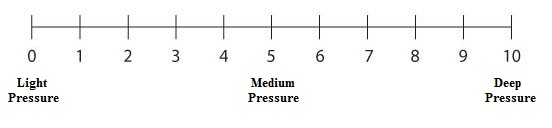 0 1 2 3 4 5 6 7 8 9 10
Light Medium Deep
Pressure Pressure Pressure